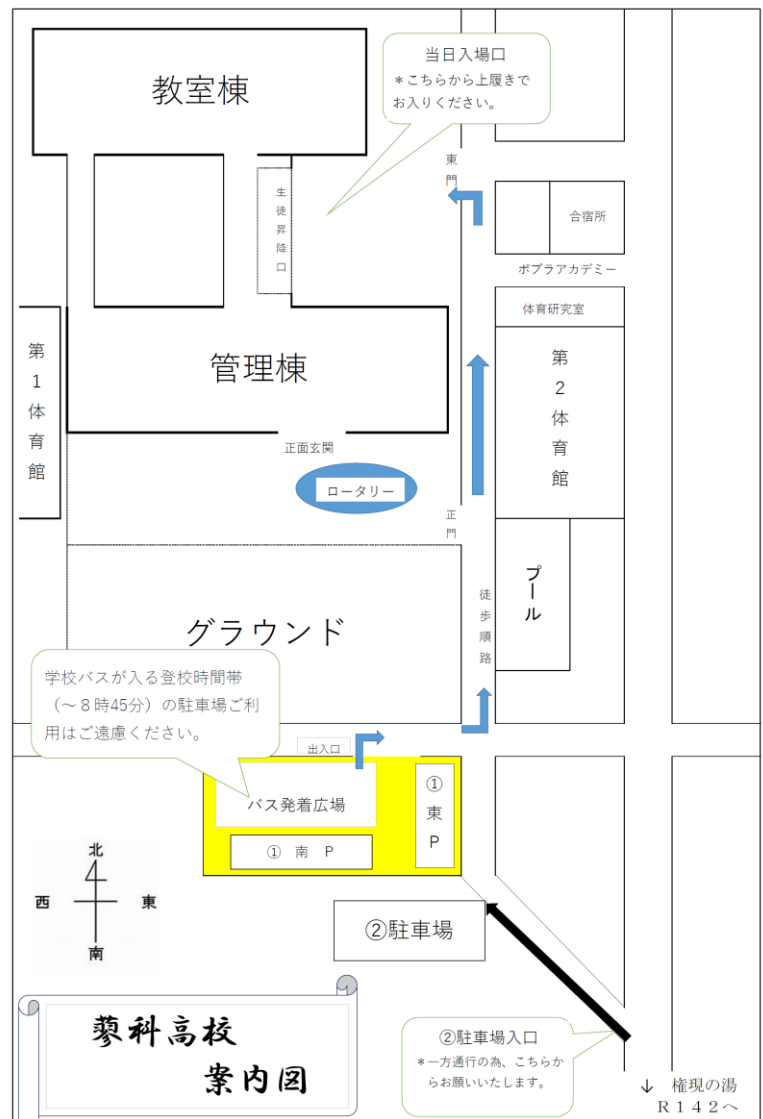 教室棟
当日入場口
＊こちらから上履きで
お入りください。
東門
生徒昇降口
合宿所
ポプラアカデミー
体育研究室
第１体育館
管理棟
第２体育館
正面玄関
ロータリー
正門
プール
徒歩順路
グラウンド
学校バスが入る登校時間帯
（～８時45分）の駐車場ご利
用はご遠慮ください。
出入口
バス発着広場
①東Ｐ
① 南 Ｐ
北
西
東
南
②駐車場
蓼科高校
案内図
②駐車場入口
＊一方通行の為、こちらか
らお願いいたします。
↓ 権現の湯
Ｒ１４２へ